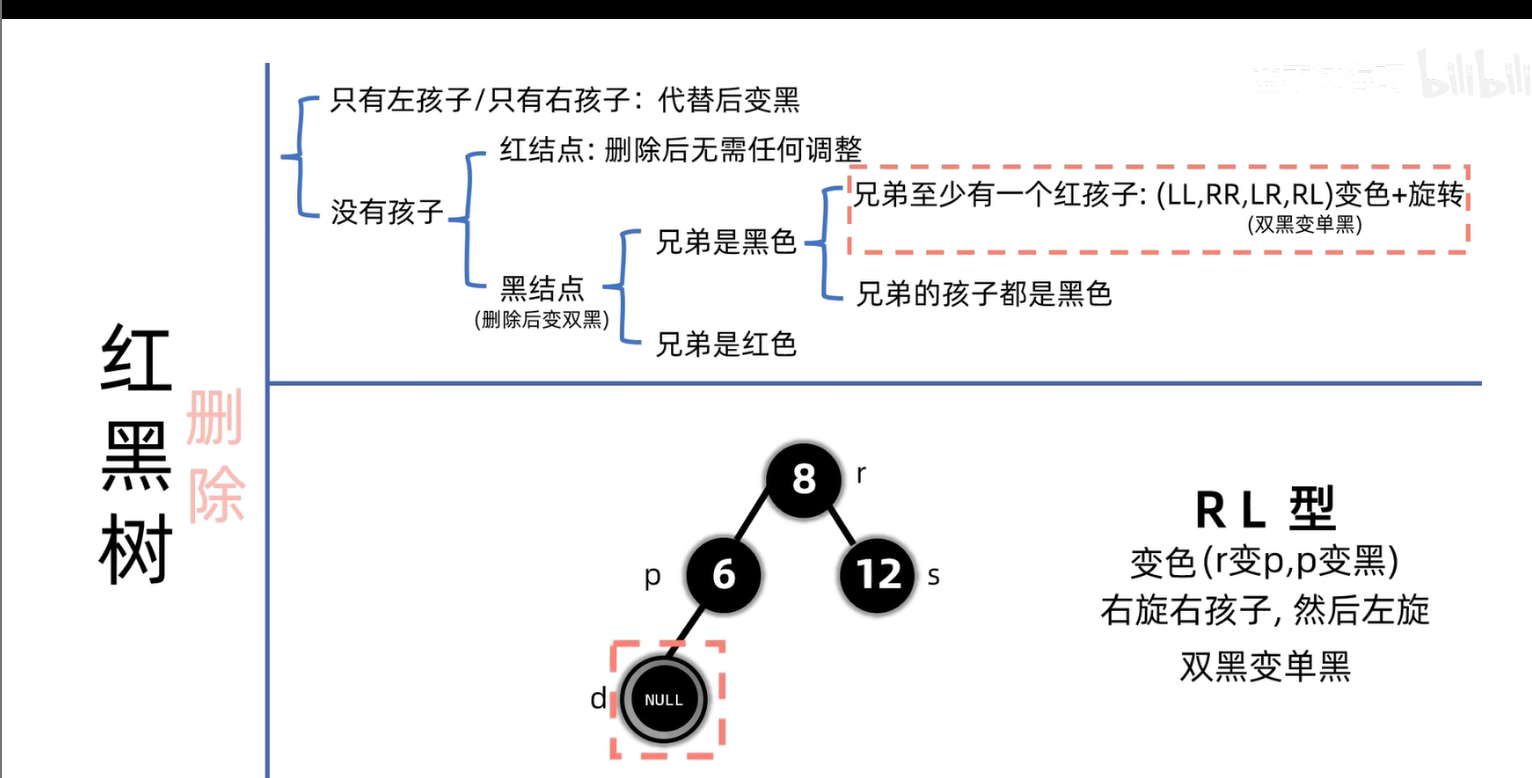 bilibili
只有左孩子/只有右孩子：代替后变黑
红结点: 删除后无需任何调整
没有孩子
兄弟至少有一个红孩子: (LL,RR,LR,RL)变色+旋转
(双黑变单黑)
兄弟是黑色
黑结点
(删除后变双黑)
兄弟的孩子都是黑色
兄弟是红色
红黑树
删除
8 r
p 6
12 s
d NULL
RL 型
变色(r变p,p变黑)
右旋右孩子, 然后左旋
双黑变单黑